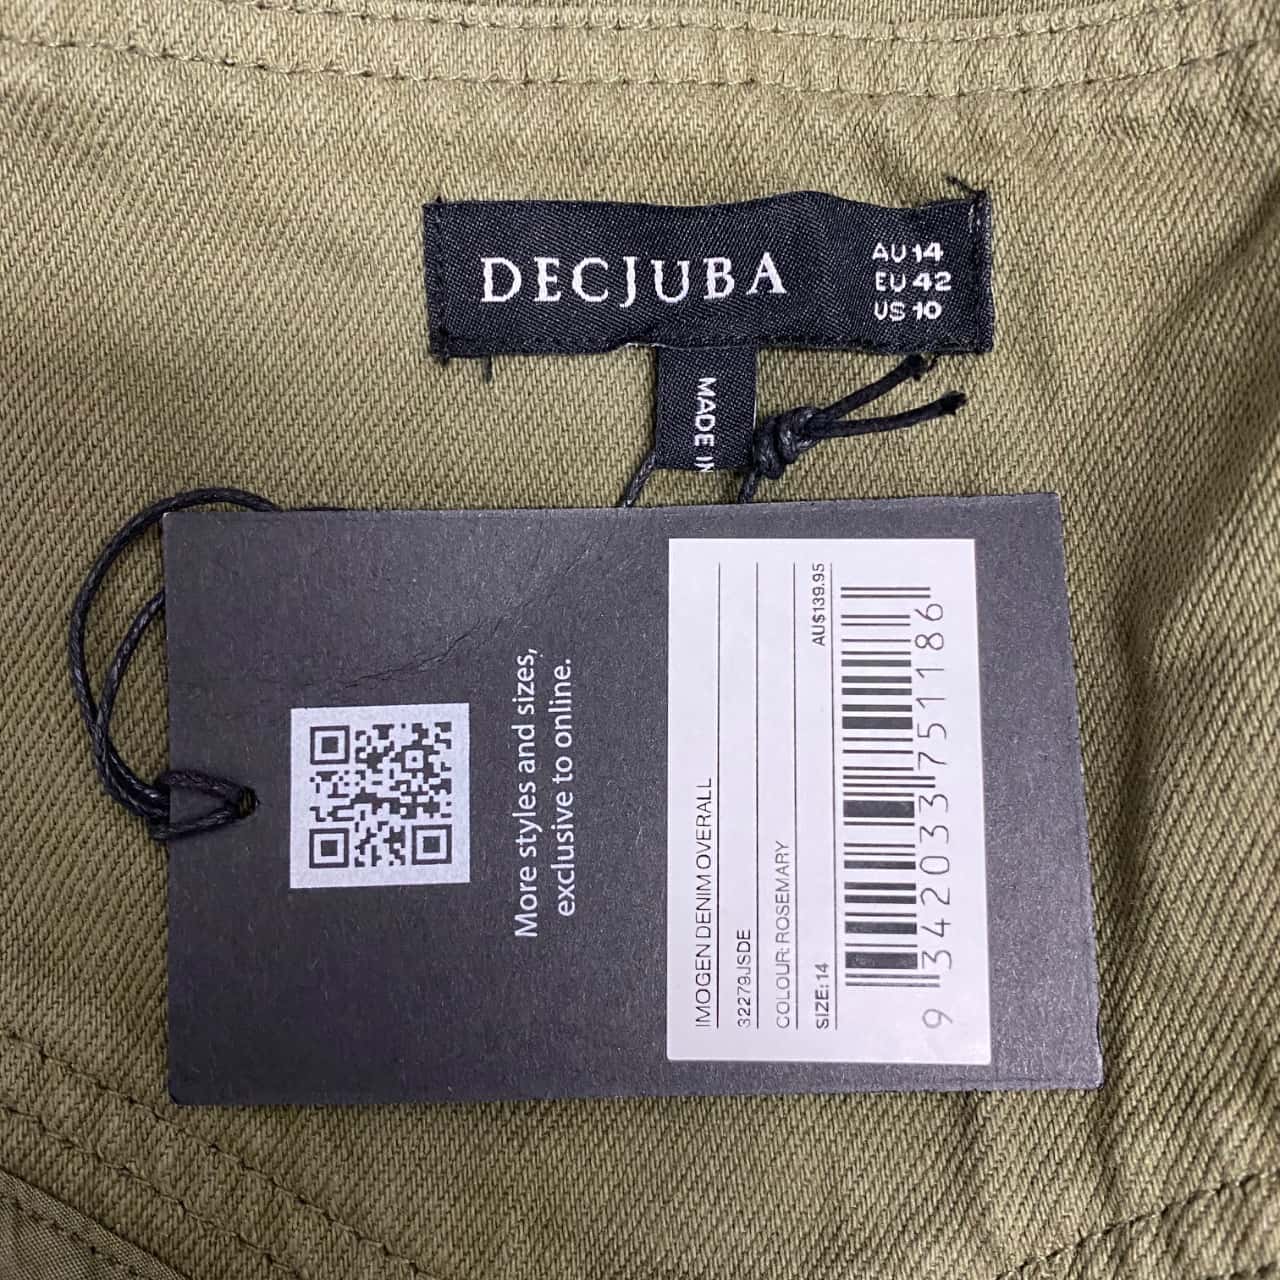 DECJUBA
AU 14
EU 42
US 10
MADE IN
More styles and sizes,
exclusive to online.
IMOGEN DENIM OVERALL
32279JSDE
COLOUR: ROSEMARY
SIZE: 14 AU$139.95
9 342033 751186